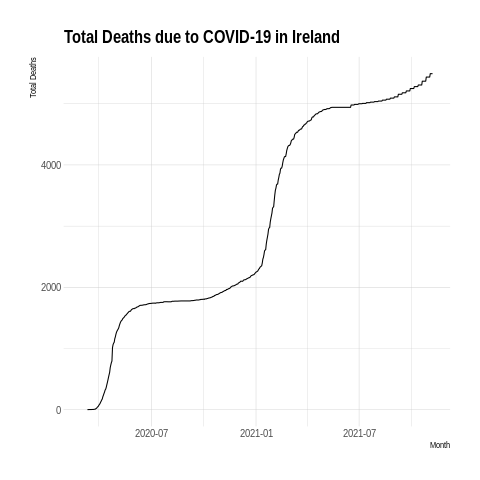 Total Deaths due to COVID-19 in Ireland
Total Deaths
4000
2000
0
2020-07 2021-01 2021-07
Month